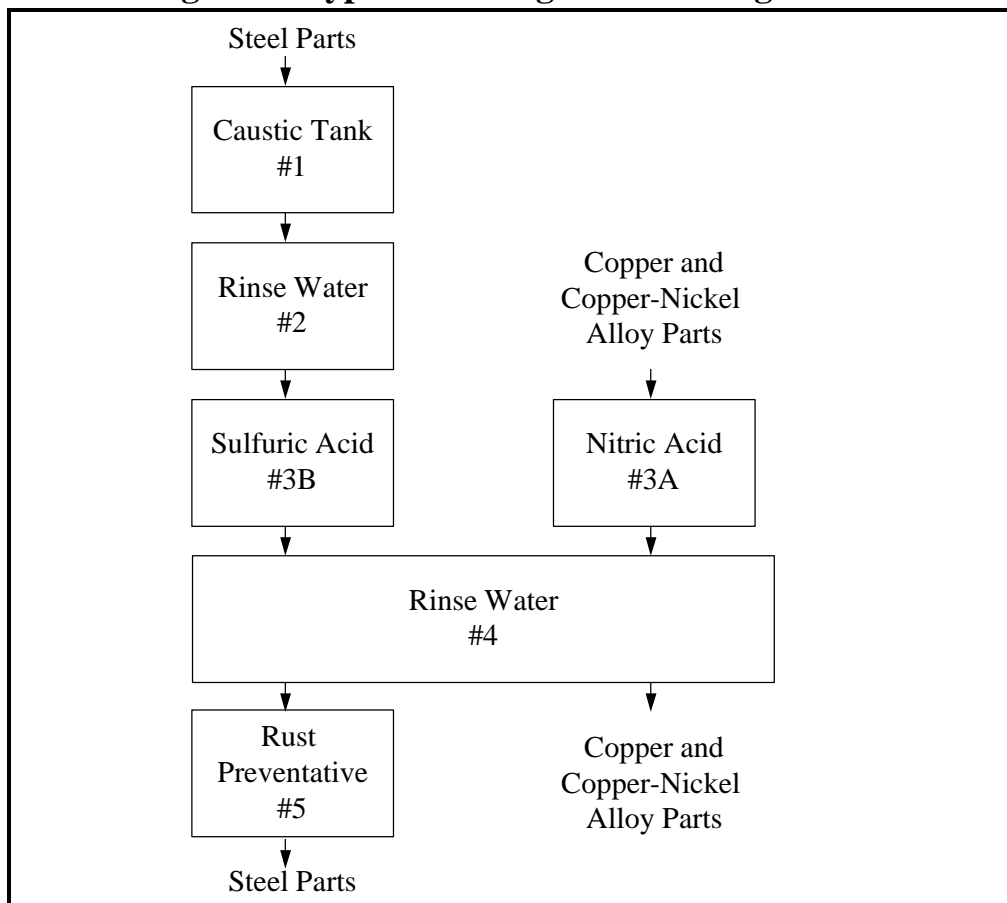 Steel Parts
Caustic Tank
#1
Rinse Water
#2
Copper and
Copper-Nickel
Alloy Parts
Sulfuric Acid
#3B
Nitric Acid
#3A
Rinse Water
#4
Rust
Preventative
#5
Copper and
Copper-Nickel
Alloy Parts
Steel Parts